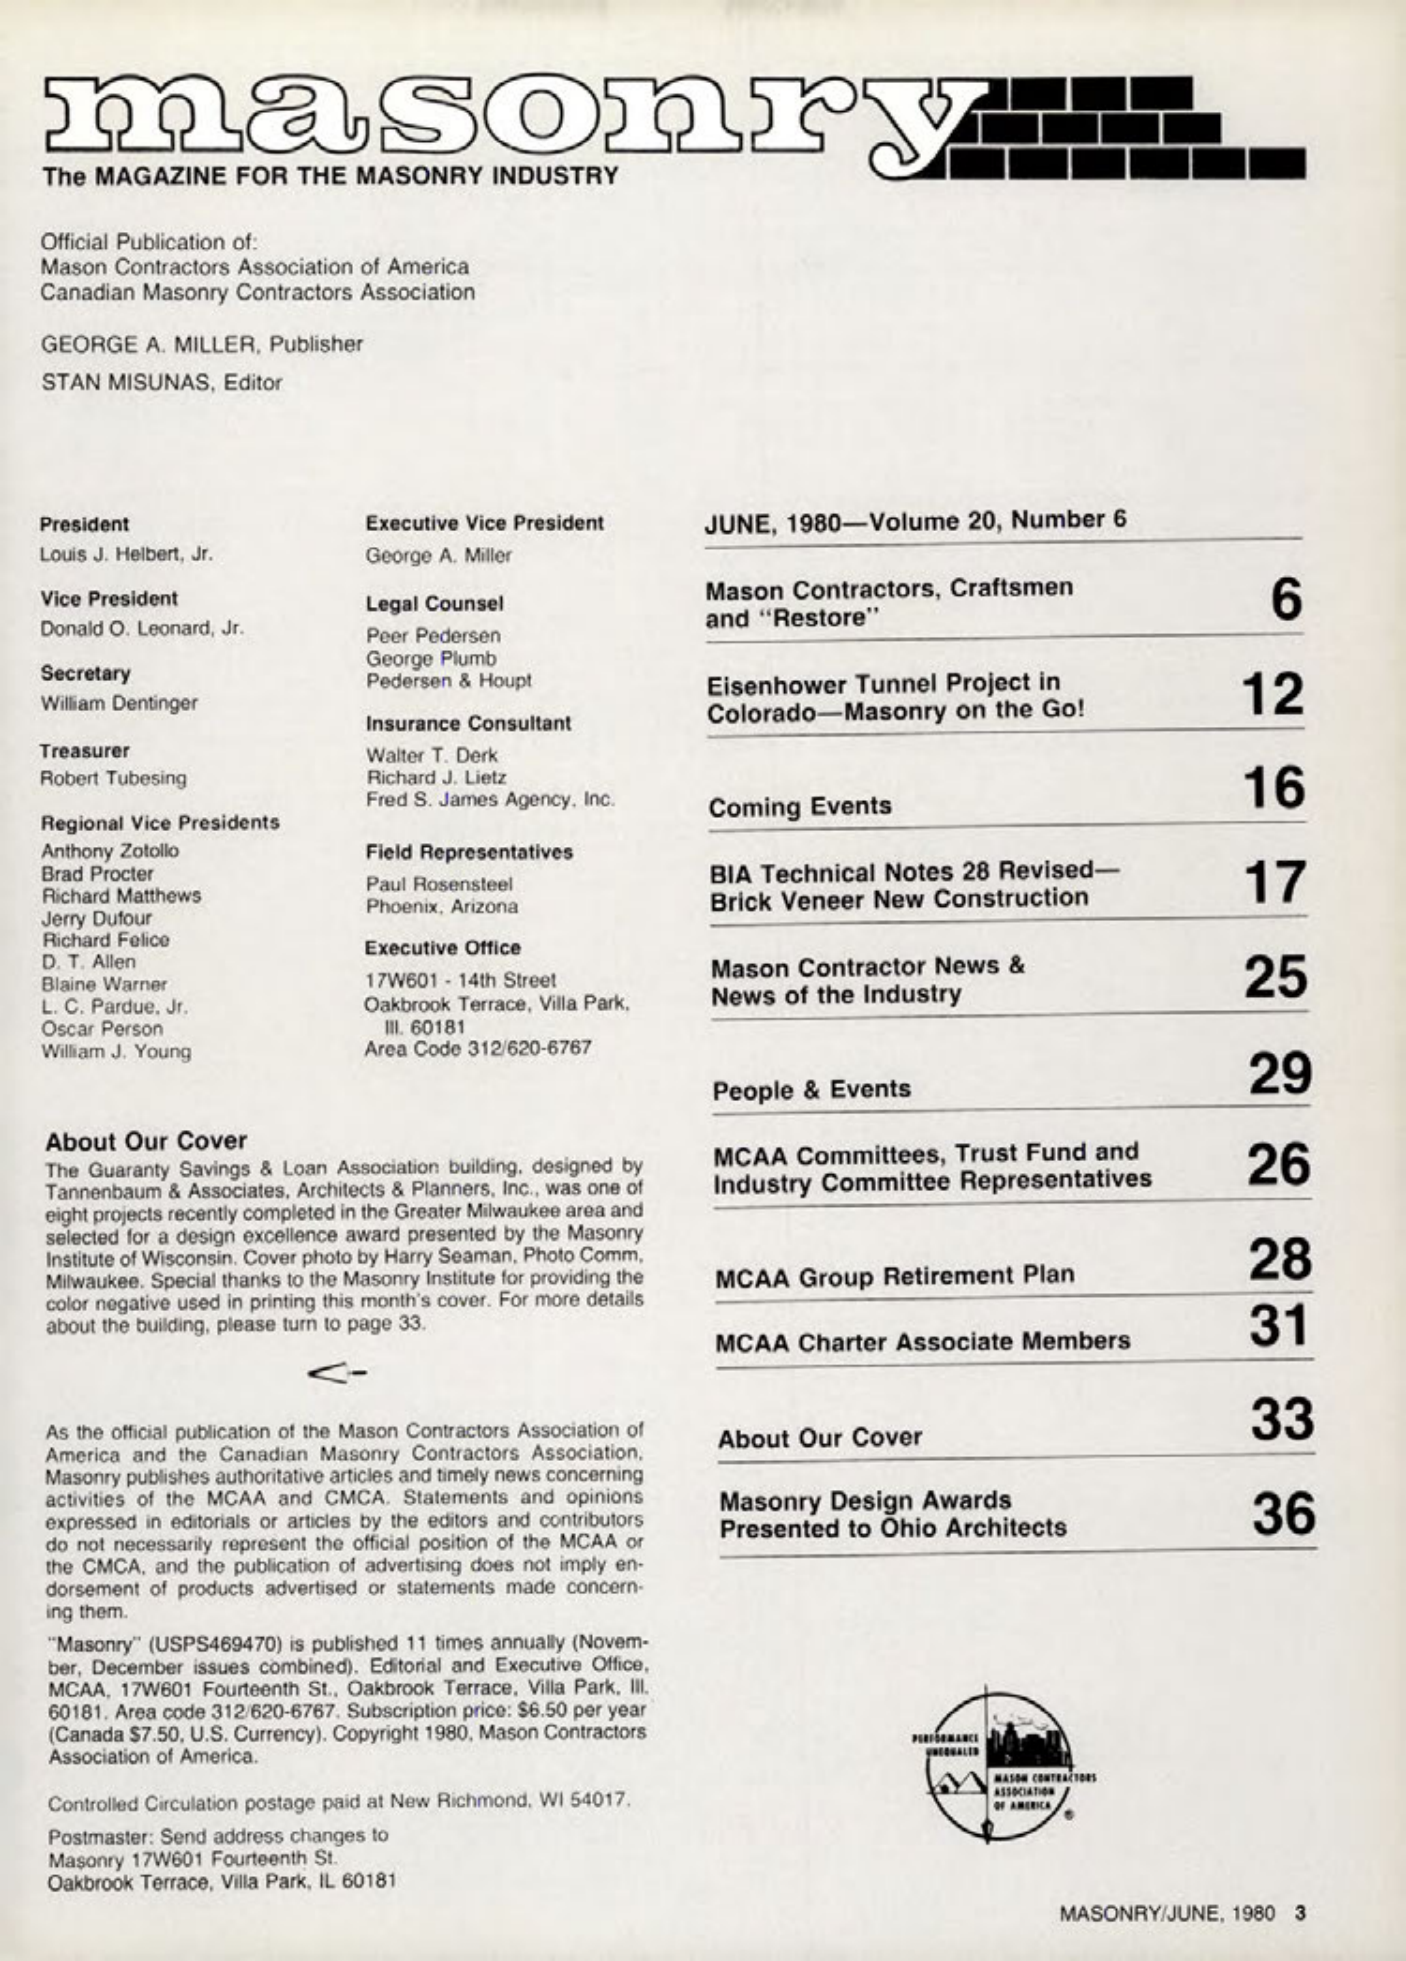 masonry
The MAGAZINE FOR THE MASONRY INDUSTRY
Official Publication of:
Mason Contractors Association of America
Canadian Masonry Contractors Association
GEORGE A. MILLER, Publisher
STAN MISUNAS, Editor
President
Louis J. Helbert, Jr.
Vice President
Donald O. Leonard, Jr.
Secretary
William Dentinger
Treasurer
Robert Tubesing
Regional Vice Presidents
Anthony Zotollo
Brad Procter
Richard Matthews
Jerry Dufour
Richard Felice
D. T. Allen
Blaine Warner
L. C. Pardue, Jr.
Oscar Person
William J. Young
Executive Vice President
George A. Miller
Legal Counsel
Peer Pedersen
George Plumb
Pedersen & Houpt
Insurance Consultant
Walter T. Derk
Richard J. Lietz
Fred S. James Agency, Inc.
Field Representatives
Paul Rosensteel
Phoenix, Arizona
Executive Office
17W601 - 14th Street
Oakbrook Terrace, Villa Park,
Ill. 60181
Area Code 312/620-6767
About Our Cover
The Guaranty Savings & Loan Association building, designed by
Tannenbaum & Associates, Architects & Planners, Inc., was one of
eight projects recently completed in the Greater Milwaukee area and
selected for a design excellence award presented by the Masonry
Institute of Wisconsin. Cover photo by Harry Seaman, Photo Comm,
Milwaukee. Special thanks to the Masonry Institute for providing the
color negative used in printing this month's cover. For more details
about the building, please turn to page 33.
As the official publication of the Mason Contractors Association of
America and the Canadian Masonry Contractors Association,
Masonry publishes authoritative articles and timely news concerning
activities of the MCAA and CMCA. Statements and opinions
expressed in editorials or articles by the editors and contributors
do not necessarily represent the official position of the MCAA or
the CMCA, and the publication of advertising does not imply en-
dorsement of products advertised or statements made concern-
ing them.
"Masonry" (USPS469470) is published 11 times annually (Novem-
ber, December issues combined). Editorial and Executive Office,
MCAA, 17W601 Fourteenth St., Oakbrook Terrace, Villa Park, Ill.
60181. Area code 312/620-6767. Subscription price: $6.50 per year
(Canada $7.50, U.S. Currency). Copyright 1980, Mason Contractors
Association of America.
Controlled Circulation postage paid at New Richmond, WI 54017.
Postmaster: Send address changes to
Masonry 17W601 Fourteenth St.
Oakbrook Terrace, Villa Park, IL 60181
JUNE, 1980—Volume 20, Number 6
Mason Contractors, Craftsmen
and "Restore" 6
Eisenhower Tunnel Project in
Colorado—Masonry on the Go! 12
Coming Events 16
BIA Technical Notes 28 Revised—
Brick Veneer New Construction 17
Mason Contractor News &
News of the Industry 25
People & Events 29
MCAA Committees, Trust Fund and
Industry Committee Representatives 26
MCAA Group Retirement Plan 28
MCAA Charter Associate Members 31
About Our Cover 33
Masonry Design Awards
Presented to Ohio Architects 36
PERFORMANCE
UNEQUALED
MASON CONTRACTORS
ASSOCIATION
OF AMERICA
®
MASONRY/JUNE, 1980 3